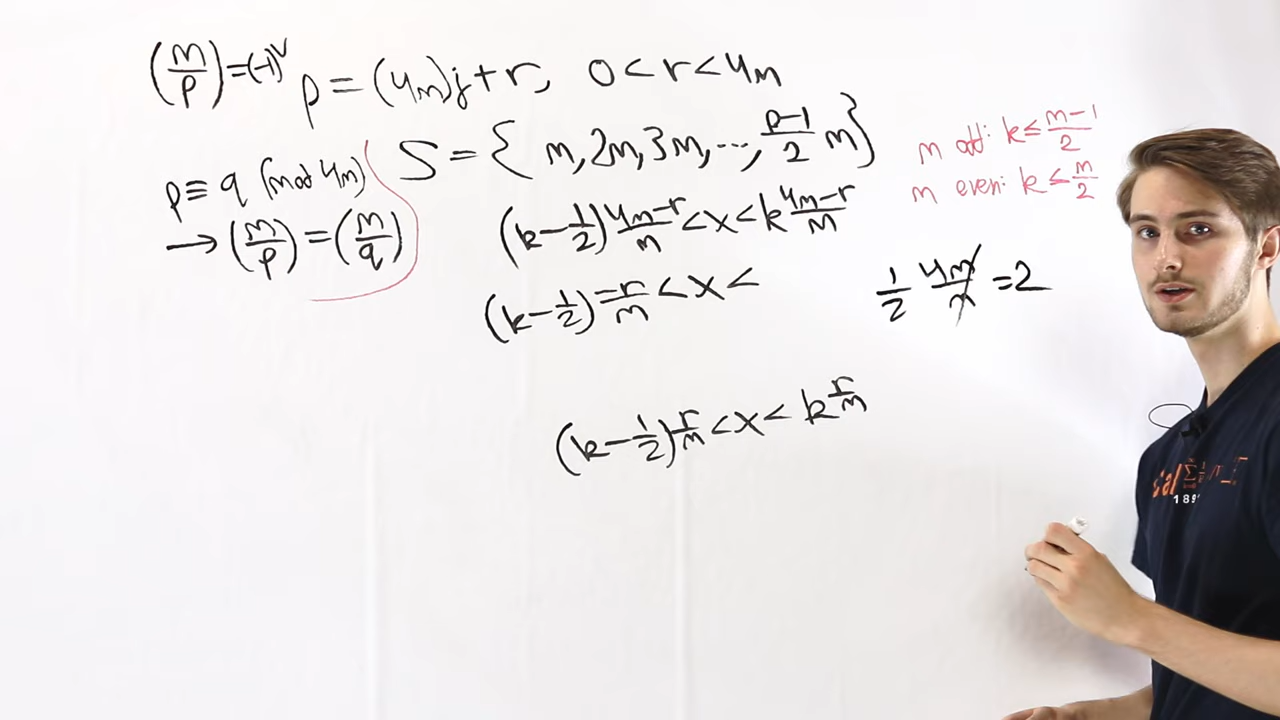 (m/p) = (-1)^ν p = (4m)j + r, 0 < r < 4m
S = { m, 2m, 3m, ..., (p-1)/2 m }
p ≡ q (mod 4m)
→ (m/p) = (m/q)
m odd: k ≤ (m-1)/2
m even: k ≤ m/2
(k - 1/2) (4m-r)/m < x < k (4m-r)/m
(k - 1/2) (-r)/m < x <
1/2 4m/m = 2
(k - 1/2) r/m < x < k r/m